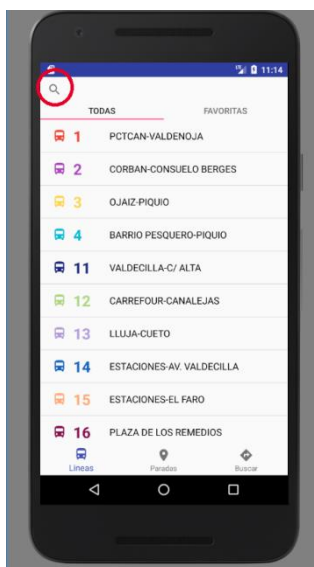 11:14
TODAS FAVORITAS
1 PCTCAN-VALDENOJA
2 CORBAN-CONSUELO BERGES
3 OJAIZ-PIQUIO
4 BARRIO PESQUERO-PIQUIO
11 VALDECILLA-C/ ALTA
12 CARREFOUR-CANALEJAS
13 LLUJA-CUETO
14 ESTACIONES-AV. VALDECILLA
15 ESTACIONES-EL FARO
16 PLAZA DE LOS REMEDIOS
Líneas Paradas Buscar